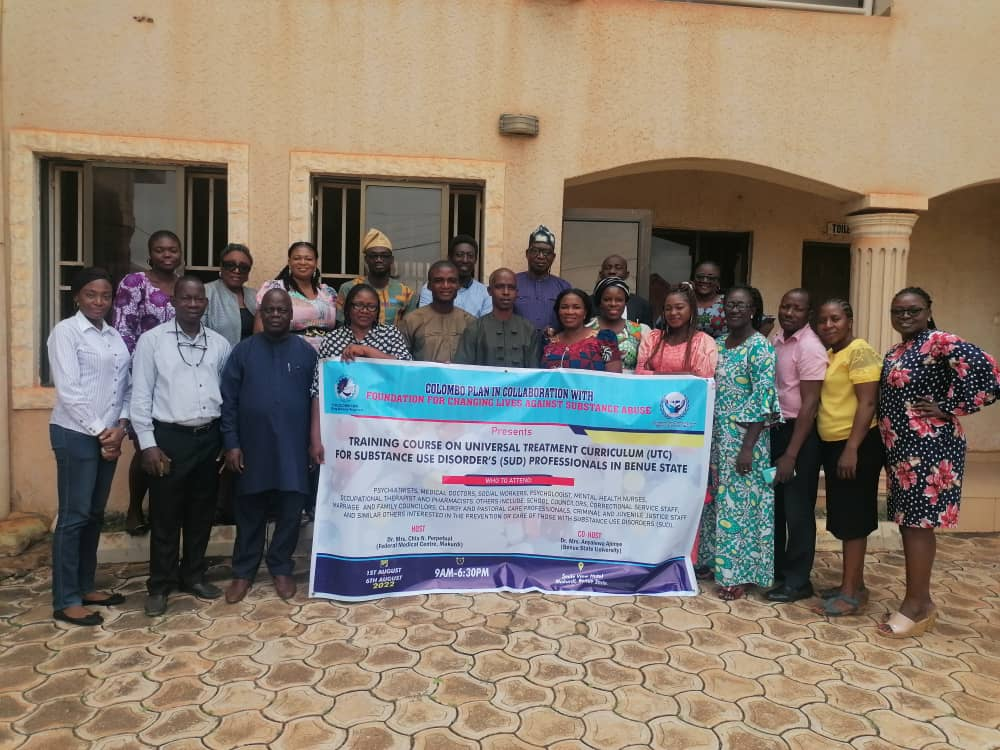 TOILE
COLOMBO PLAN IN COLLABORATION WITH
FOUNDATION FOR CHANGING LIVES AGAINST SUBSTANCE ABUSE
Presents
TRAINING COURSE ON UNIVERSAL TREATMENT CURRICULUM (UTC)
FOR SUBSTANCE USE DISORDER'S (SUD) PROFESSIONALS IN BENUE STATE
WHO TO ATTEND:
PSYCHIATRISTS, MEDICAL DOCTORS, SOCIAL WORKERS, PSYCHOLOGIST, MENTAL HEALTH NURSES,
OCCUPATIONAL THERAPIST AND PHARMACISTS. OTHERS INCLUDE: SCHOOL COUNCILORS, CORRECTIONAL SERVICE STAFF,
MARRIAGE AND FAMILY COUNCILORS, CLERGY AND PASTORAL CARE PROFESSIONALS, CRIMINAL AND JUVENILE JUSTICE STAFF
AND SIMILAR OTHERS INTERESTED IN THE PREVENTION OR CARE OF THOSE WITH SUBSTANCE USE DISORDERS (SUD).
HOST
Dr. Mrs. Chia N. Perpetual
(Federal Medical Centre, Makurdi)
CO-HOST
Dr. Mrs. Ajimo
(Benue State University)
1ST AUGUST
6TH AUGUST
2022
9AM-6:30PM
Smile View Hotel
Makurdi, Benue State